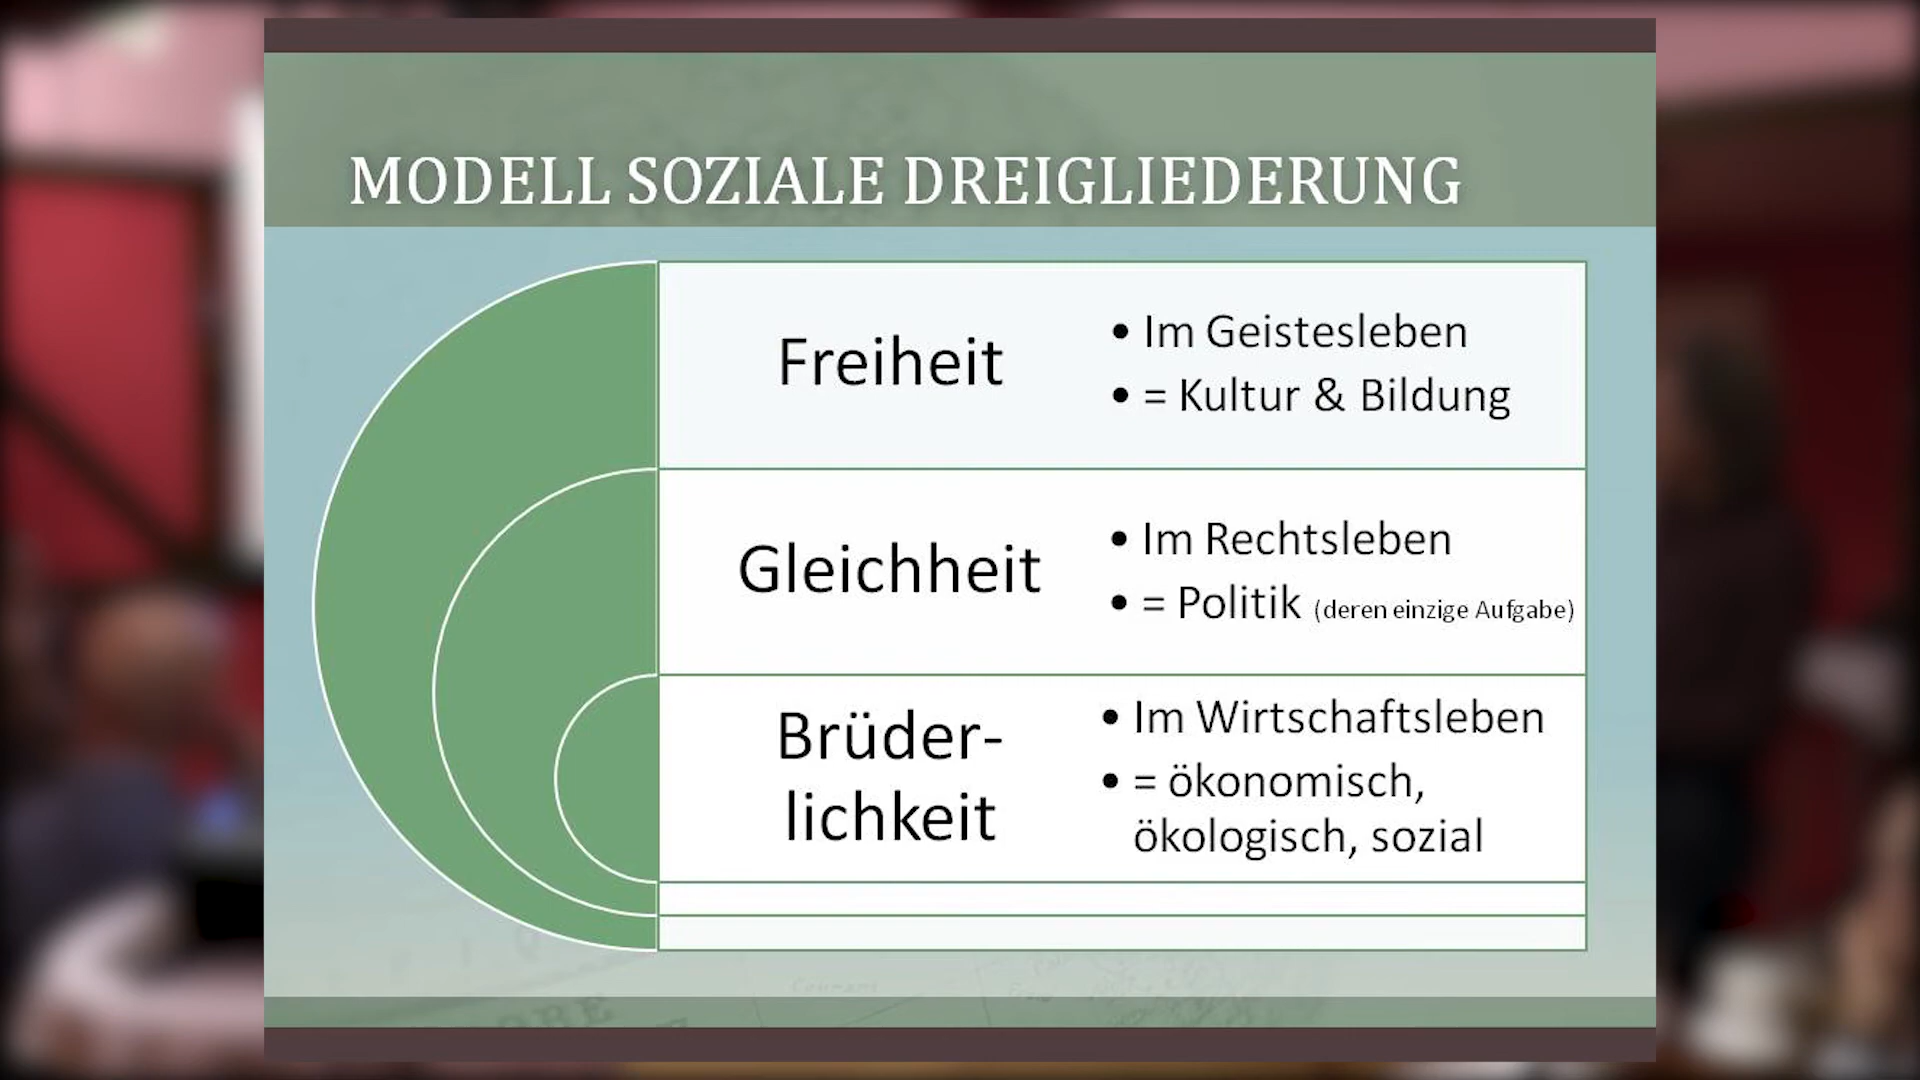 MODELL SOZIALE DREIGLIEDERUNG
Freiheit
• Im Geistesleben
• = Kultur & Bildung
Gleichheit
• Im Rechtsleben
• = Politik (deren einzige Aufgabe)
Brüder-
lichkeit
• Im Wirtschaftsleben
• = ökonomisch,
ökologisch, sozial